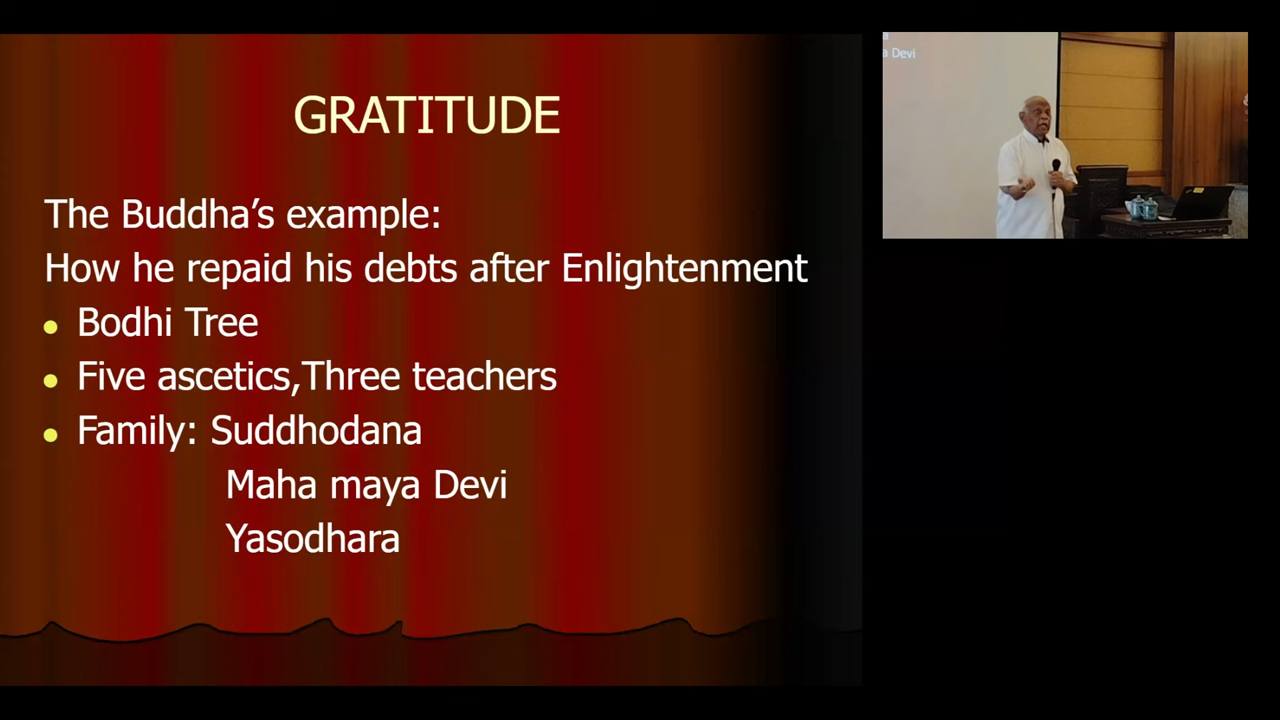 GRATITUDE
The Buddha’s example:
How he repaid his debts after Enlightenment
Bodhi Tree
Five ascetics,Three teachers
Family: Suddhodana
Maha maya Devi
Yasodhara
a Devi